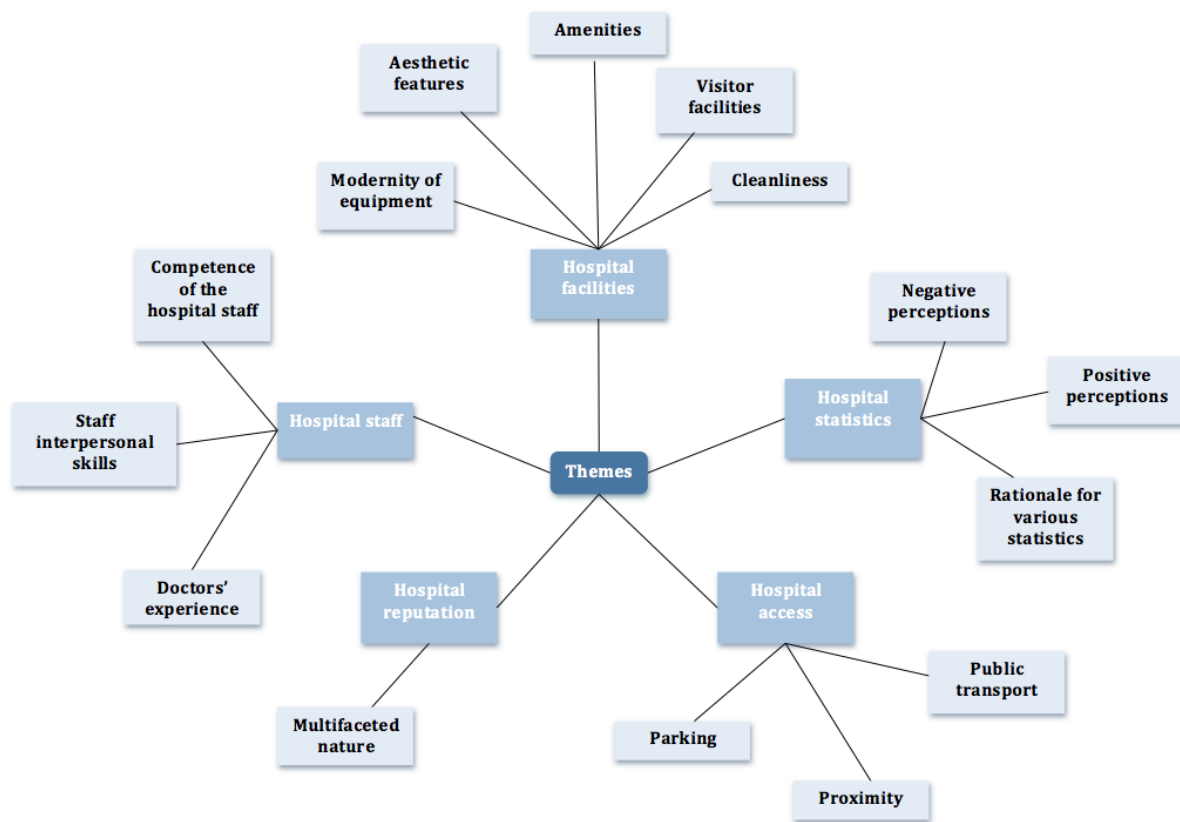 Amenities
Aesthetic
features
Visitor
facilities
Modernity of
equipment
Cleanliness
Hospital
facilities
Competence
of the
hospital staff
Negative
perceptions
Positive
perceptions
Hospital
statistics
Hospital staff
Staff
interpersonal
skills
Themes
Rationale for
various
statistics
Doctors’
experience
Hospital
reputation
Hospital
access
Public
transport
Multifaceted
nature
Parking
Proximity